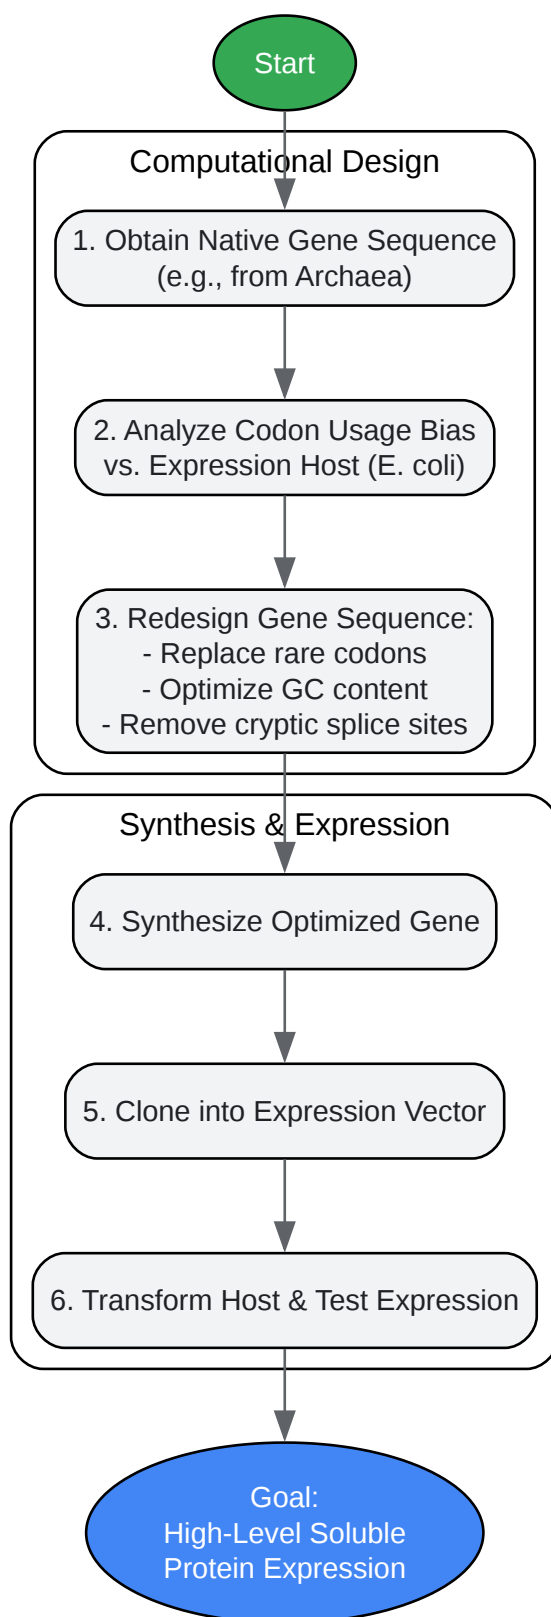 Start
Computational Design
1. Obtain Native Gene Sequence
(e.g., from Archaea)
2. Analyze Codon Usage Bias
vs. Expression Host (E. coli)
3. Redesign Gene Sequence:
- Replace rare codons
- Optimize GC content
- Remove cryptic splice sites
Synthesis & Expression
4. Synthesize Optimized Gene
5. Clone into Expression Vector
6. Transform Host & Test Expression
Goal:
High-Level Soluble
Protein Expression